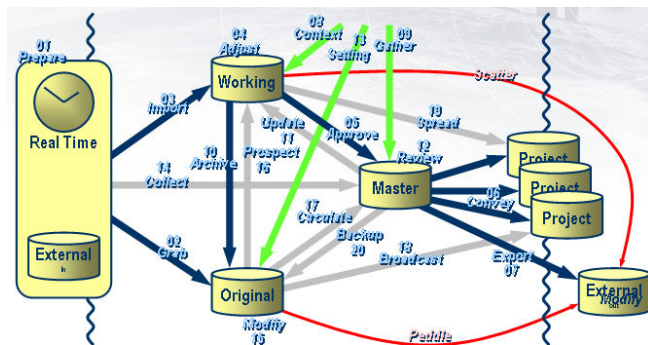 01
Prepare
Real Time
External
In
03
Import
02
Grab
14
Collect
04
Adjust
Working
10
Archive
Original
Modify
15
08
Context
13
Setting
09
Gather
Update
11
Prospect
16
05
Approve
12
Review
Master
17
Circulate
Backup
20
18
Broadcast
19
Spread
Scatter
06
Convey
Export
07
Project
Project
Project
External
Out
Modify
Peddle